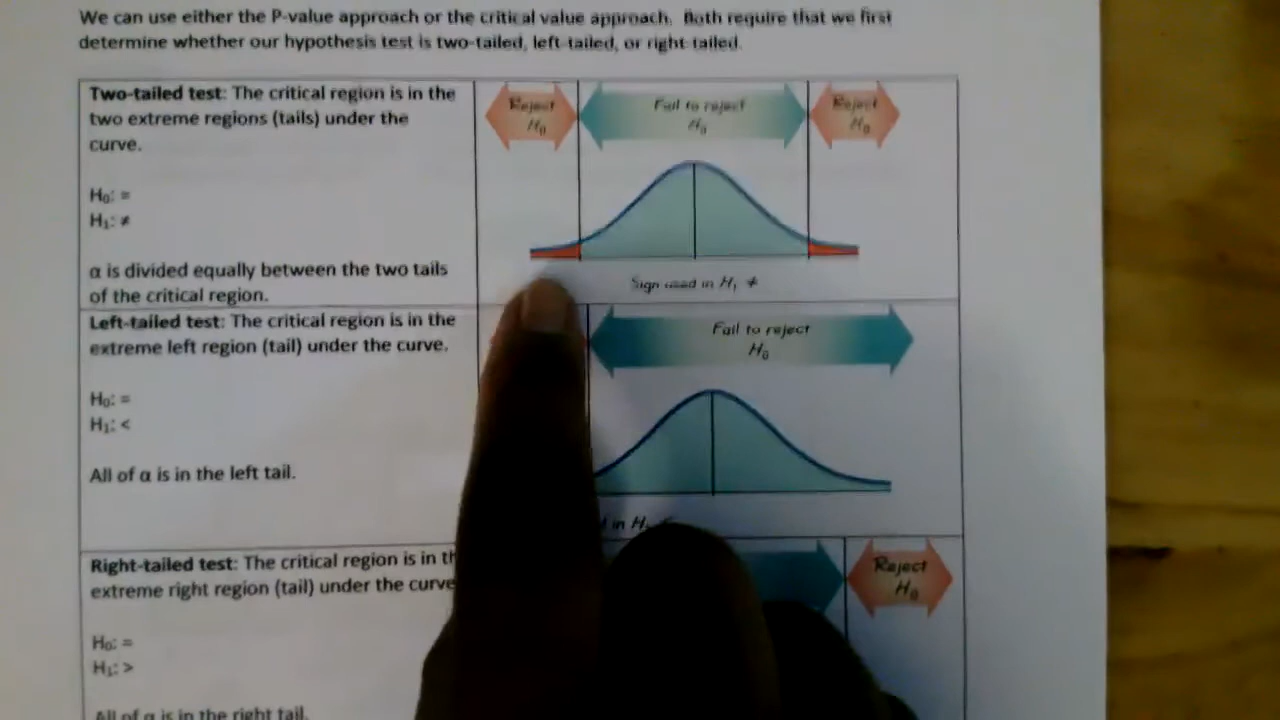 We can use either the P-value approach or the critical value approach. Both require that we first
determine whether our hypothesis test is two-tailed, left tailed, or right tailed.
Two-tailed test: The critical region is in the
two extreme regions (tails) under the
curve.
H₀: =
H₁: ≠
α is divided equally between the two tails
of the critical region.
Reject
H₀
Fail to reject
H₀
Reject
H₀
Sign used in H₁ ≠
Left-tailed test: The critical region is in the
extreme left region (tail) under the curve.
H₀: =
H₁: <
All of α is in the left tail.
Fail to reject
H₀
in H₁
Right-tailed test: The critical region is in
extreme right region (tail) under the curve
H₀: =
H₁: >
All of α is in the right tail.
Reject
H₀